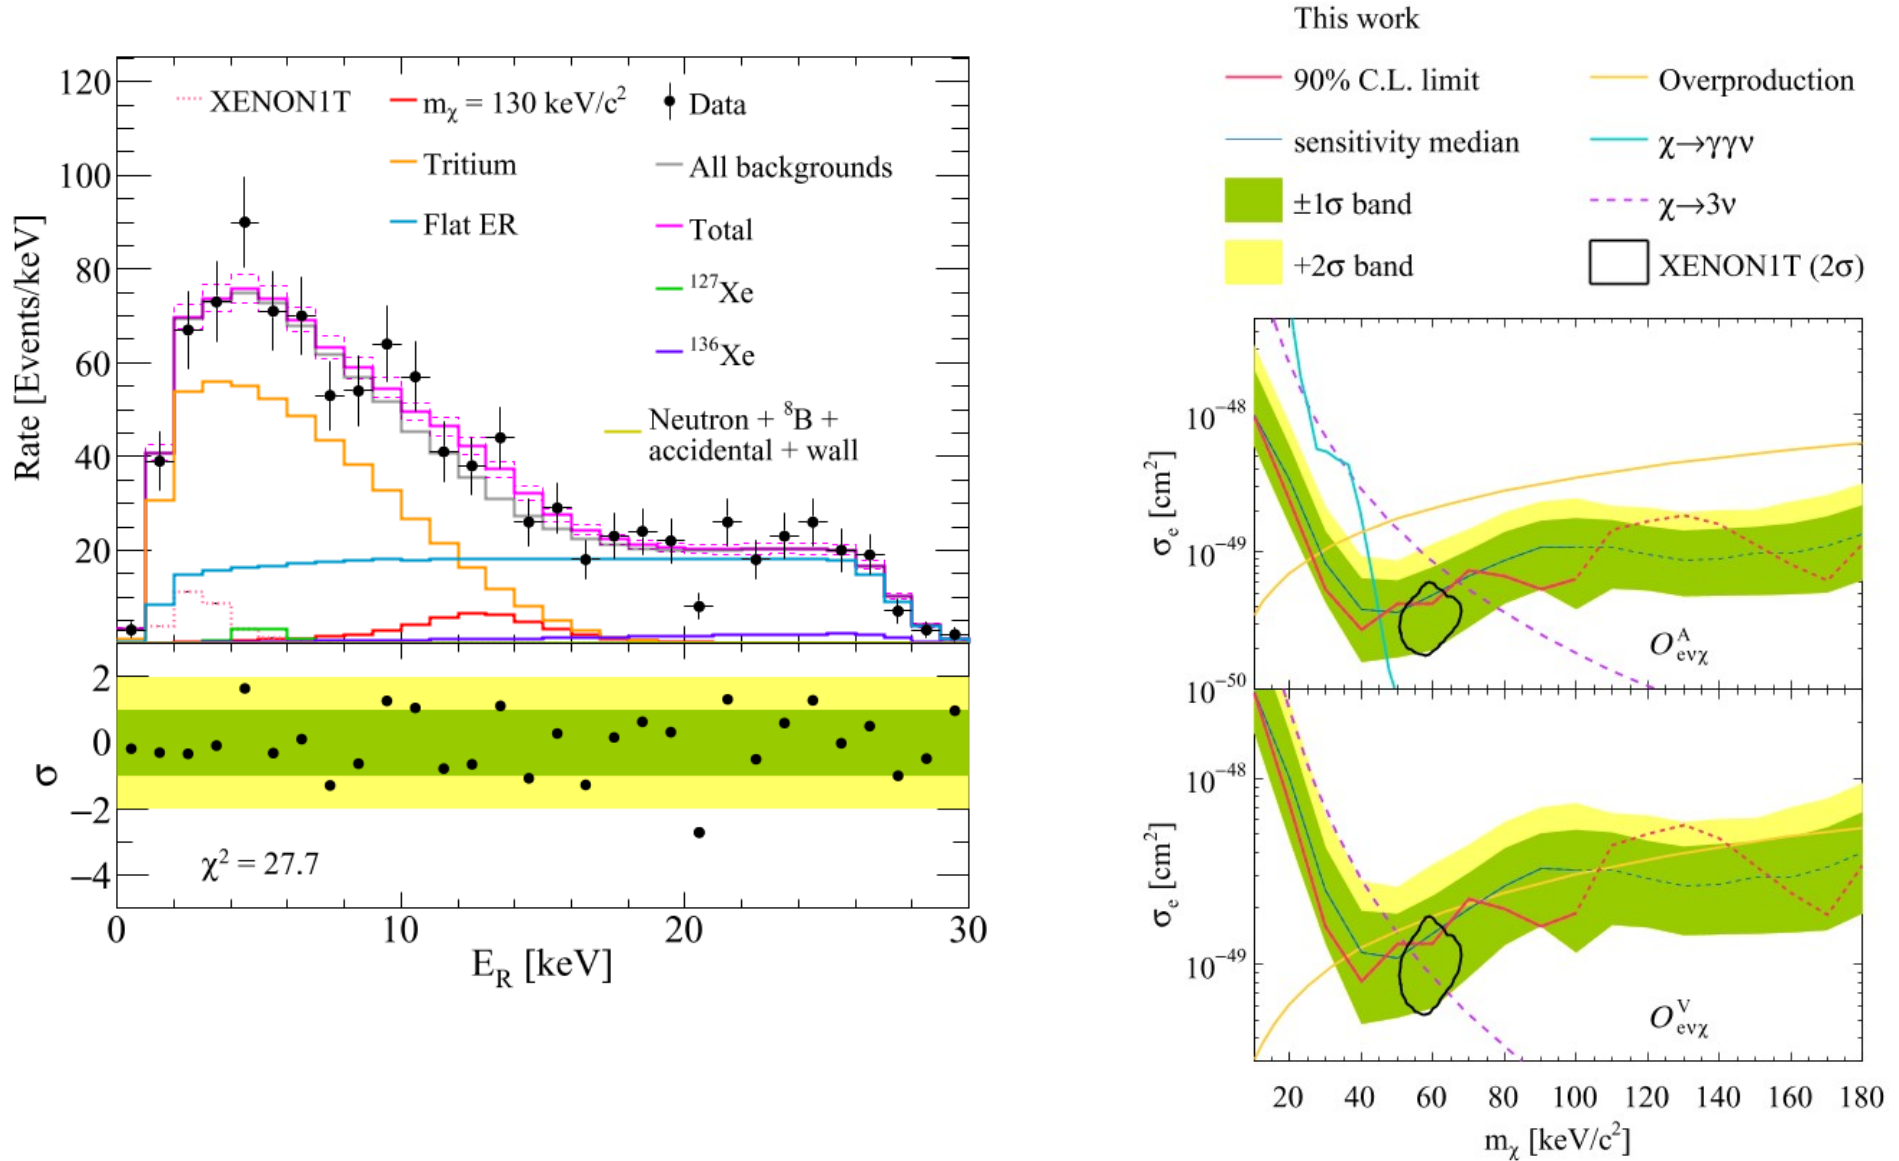 XENON1T
m_χ = 130 keV/c²
Data
Tritium
All backgrounds
Flat ER
Total
¹²⁷Xe
¹³⁶Xe
Neutron + ⁸B +
accidental + wall
Rate [Events/keV]
120
100
80
60
40
20
2
0
−2
−4
σ
χ² = 27.7
0
10
20
30
E_R [keV]
This work
90% C.L. limit
Overproduction
sensitivity median
χ→γγν
±1σ band
χ→3ν
+2σ band
XENON1T (2σ)
10⁻⁴⁸
10⁻⁴⁹
10⁻⁵⁰
σ_e [cm²]
O^A_eνχ
10⁻⁴⁸
10⁻⁴⁹
σ_e [cm²]
O^V_eνχ
20
40
60
80
100
120
140
160
180
m_χ [keV/c²]